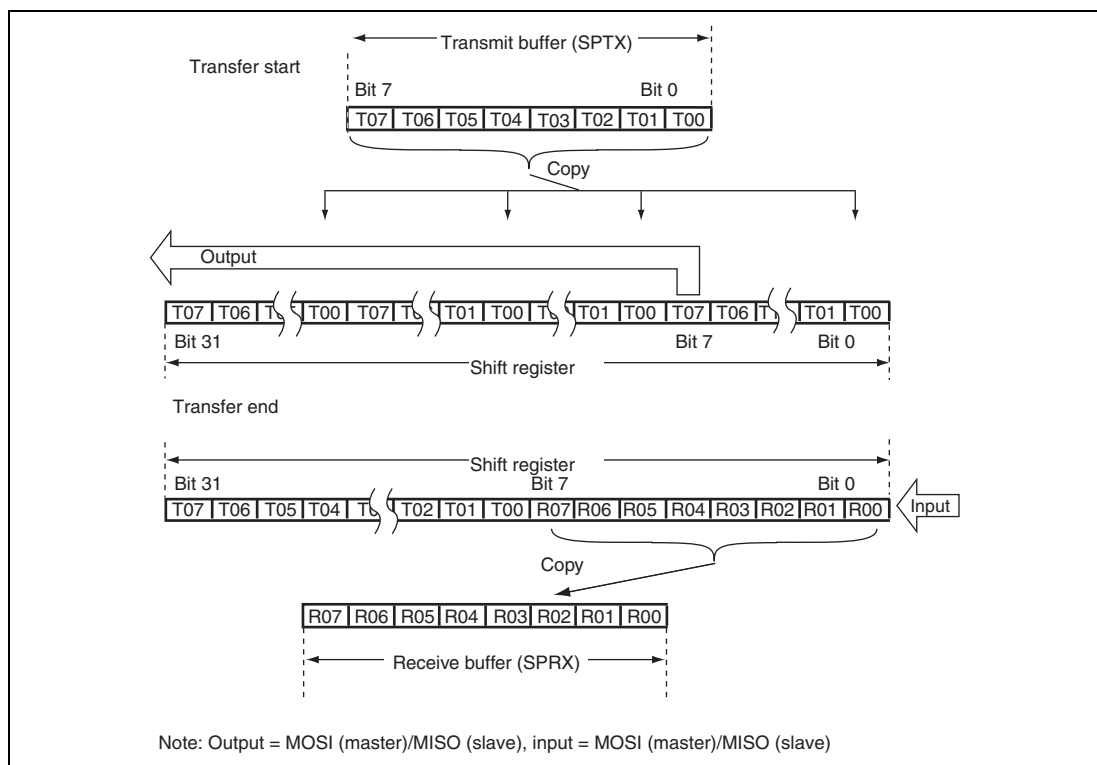 Transmit buffer (SPTX)
Transfer start
Bit 7 Bit 0
T07 T06 T05 T04 T03 T02 T01 T00
Copy
Output
T07 T06 T00 T07 T01 T00 T01 T00 T07 T06 T01 T00
Bit 31 Bit 7 Bit 0
Shift register
Transfer end
Shift register
Bit 31 Bit 7 Bit 0
T07 T06 T05 T04 T02 T01 T00 R07 R06 R05 R04 R03 R02 R01 R00
Input
Copy
R07 R06 R05 R04 R03 R02 R01 R00
Receive buffer (SPRX)
Note: Output = MOSI (master)/MISO (slave), input = MOSI (master)/MISO (slave)